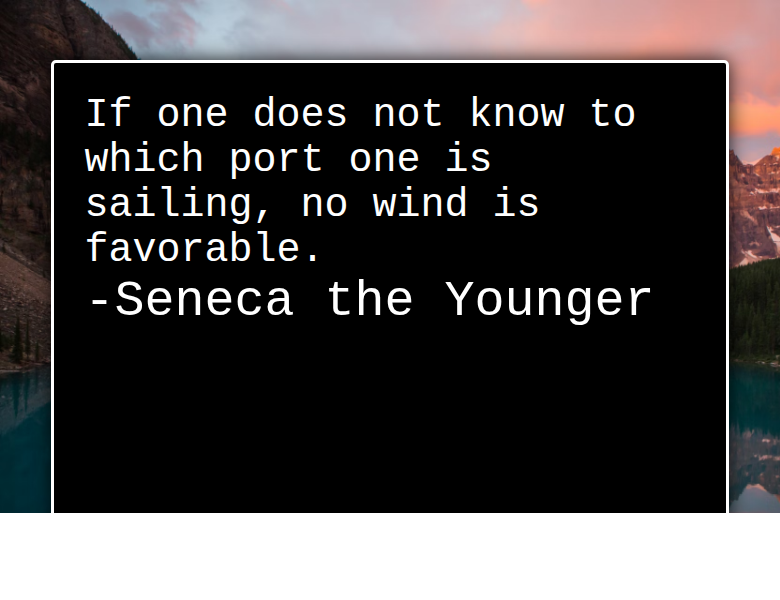 If one does not know to
which port one is
sailing, no wind is
favorable.
-Seneca the Younger